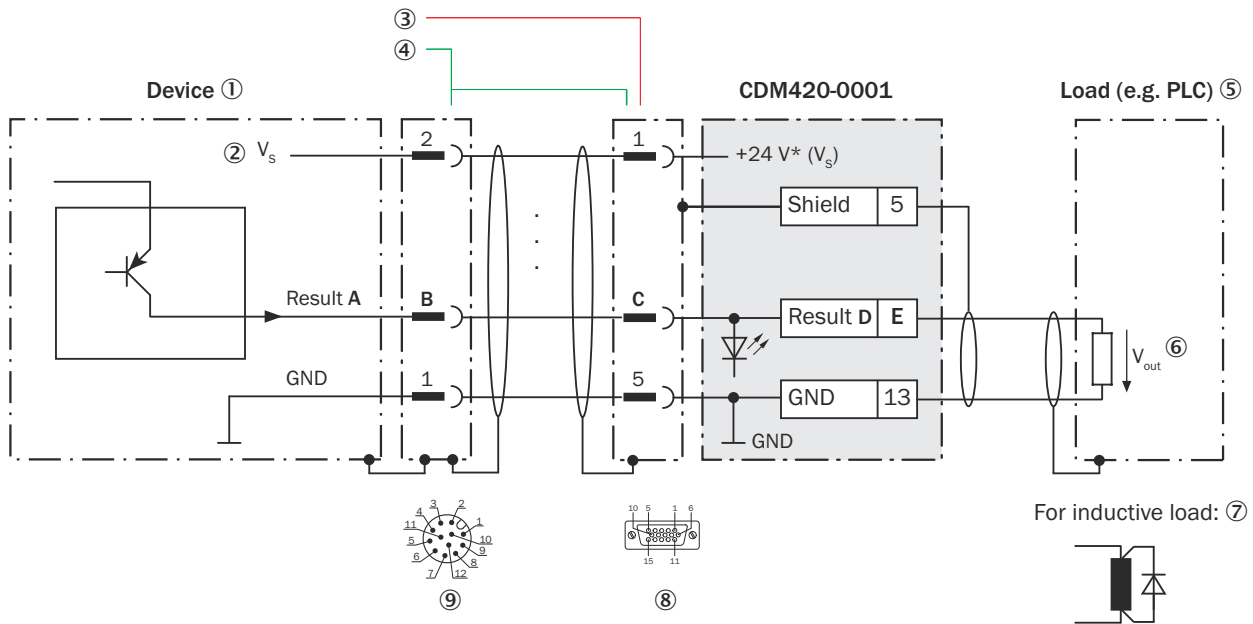 ③
④
Device ①
CDM420-0001
Load (e.g. PLC) ⑤
② Vs
2
1
+24 V* (Vs)
Shield 5
Result A
B
C
Result D E
Vout ⑥
GND
1
5
GND 13
GND
For inductive load: ⑦
3 2
4 1
11 10
5 9
6 8
7 12
⑨
10 5 1 6
15 11
⑧